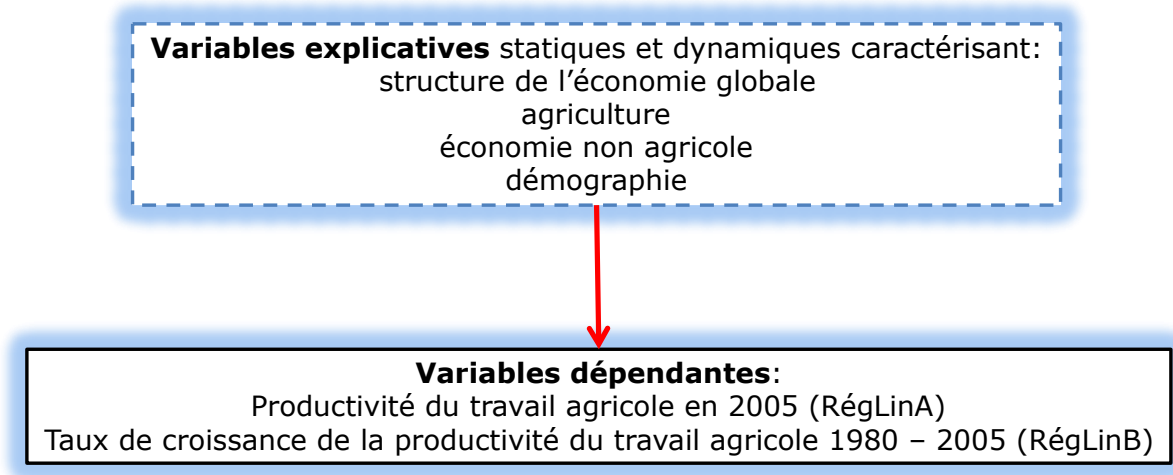 Variables explicatives statiques et dynamiques caractérisant:
structure de l’économie globale
agriculture
économie non agricole
démographie
Variables dépendantes:
Productivité du travail agricole en 2005 (RégLinA)
Taux de croissance de la productivité du travail agricole 1980 – 2005 (RégLinB)